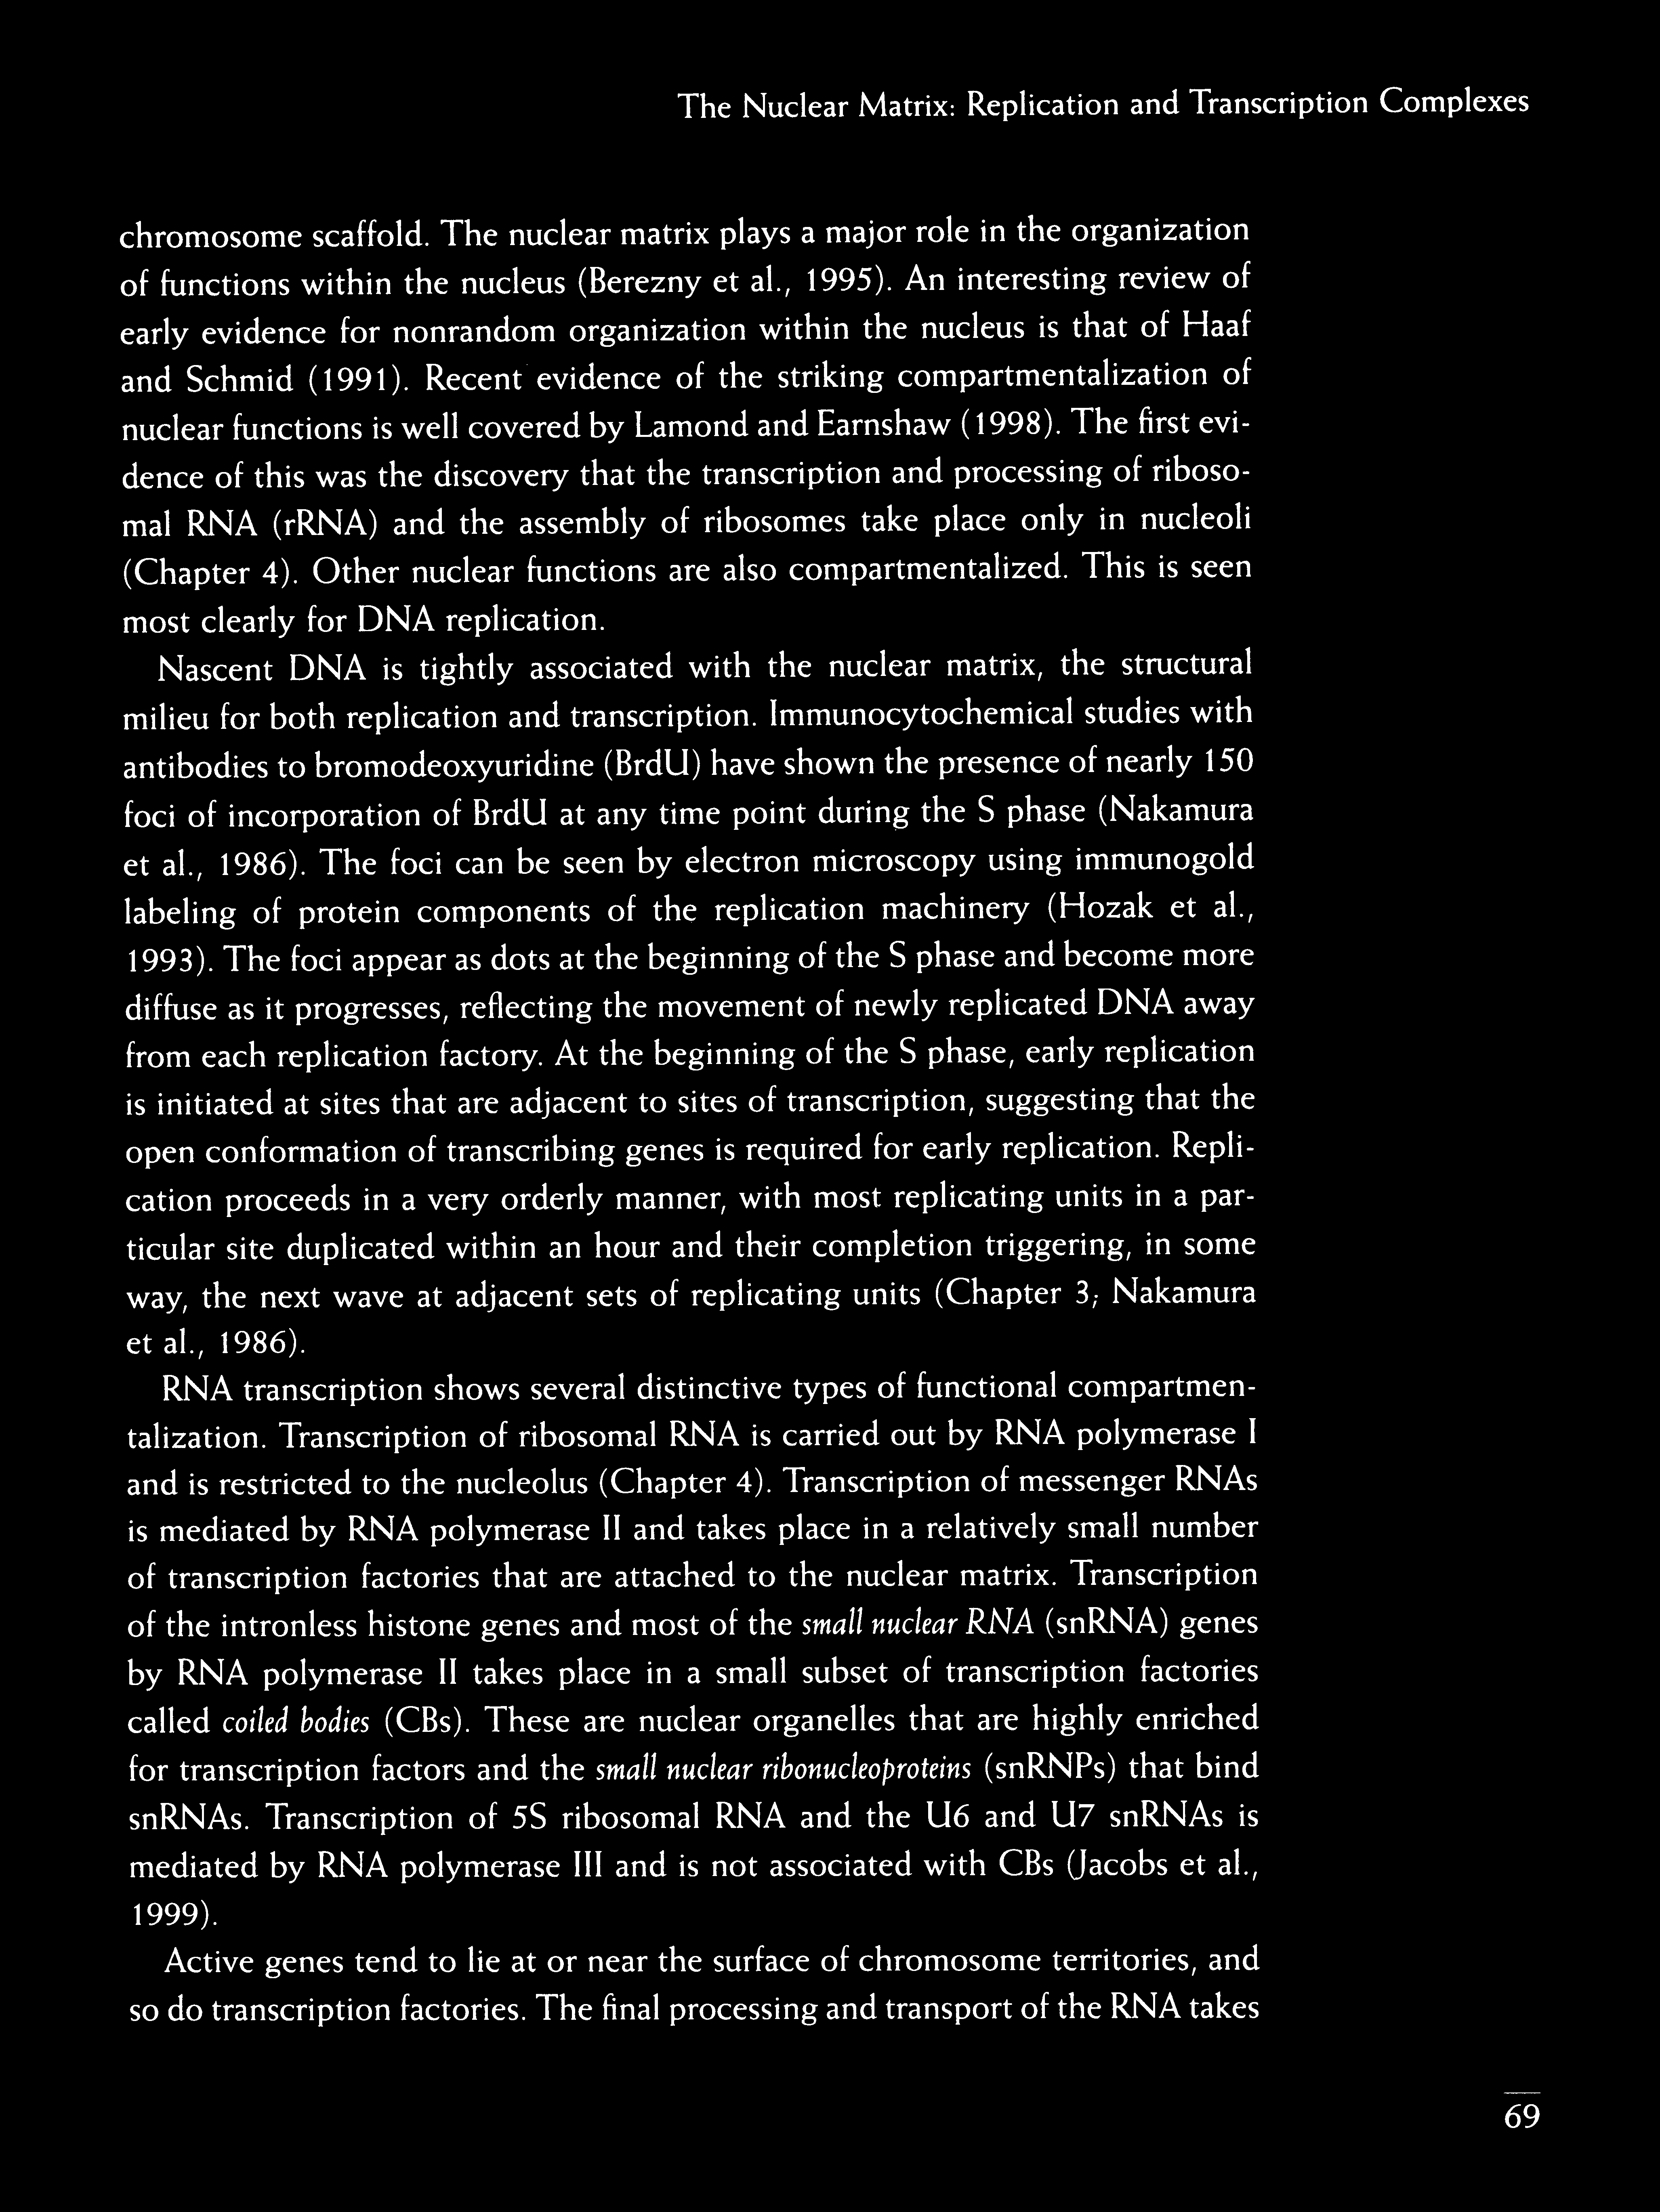 The Nuclear Matrix: Replication and Transcription Complexes
chromosome scaffold. The nuclear matrix plays a major role in the organization
of functions within the nucleus (Berezny et al., 1995). An interesting review of
early evidence for nonrandom organization within the nucleus is that of Haaf
and Schmid (1991). Recent evidence of the striking compartmentalization of
nuclear functions is well covered by Lamond and Earnshaw (1998). The first evi-
dence of this was the discovery that the transcription and processing of riboso-
mal RNA (rRNA) and the assembly of ribosomes take place only in nucleoli
(Chapter 4). Other nuclear functions are also compartmentalized. This is seen
most clearly for DNA replication.
Nascent DNA is tightly associated with the nuclear matrix, the structural
milieu for both replication and transcription. Immunocytochemical studies with
antibodies to bromodeoxyuridine (BrdU) have shown the presence of nearly 150
foci of incorporation of BrdU at any time point during the S phase (Nakamura
et al., 1986). The foci can be seen by electron microscopy using immunogold
labeling of protein components of the replication machinery (Hozak et al.,
1993). The foci appear as dots at the beginning of the S phase and become more
diffuse as it progresses, reflecting the movement of newly replicated DNA away
from each replication factory. At the beginning of the S phase, early replication
is initiated at sites that are adjacent to sites of transcription, suggesting that the
open conformation of transcribing genes is required for early replication. Repli-
cation proceeds in a very orderly manner, with most replicating units in a par-
ticular site duplicated within an hour and their completion triggering, in some
way, the next wave at adjacent sets of replicating units (Chapter 3; Nakamura
et al., 1986).
RNA transcription shows several distinctive types of functional compartmen-
talization. Transcription of ribosomal RNA is carried out by RNA polymerase I
and is restricted to the nucleolus (Chapter 4). Transcription of messenger RNAs
is mediated by RNA polymerase II and takes place in a relatively small number
of transcription factories that are attached to the nuclear matrix. Transcription
of the intronless histone genes and most of the small nuclear RNA (snRNA) genes
by RNA polymerase II takes place in a small subset of transcription factories
called coiled bodies (CBs). These are nuclear organelles that are highly enriched
for transcription factors and the small nuclear ribonucleoproteins (snRNPs) that bind
snRNAs. Transcription of 5S ribosomal RNA and the U6 and U7 snRNAs is
mediated by RNA polymerase III and is not associated with CBs (Jacobs et al.,
1999).
Active genes tend to lie at or near the surface of chromosome territories, and
so do transcription factories. The final processing and transport of the RNA takes
69